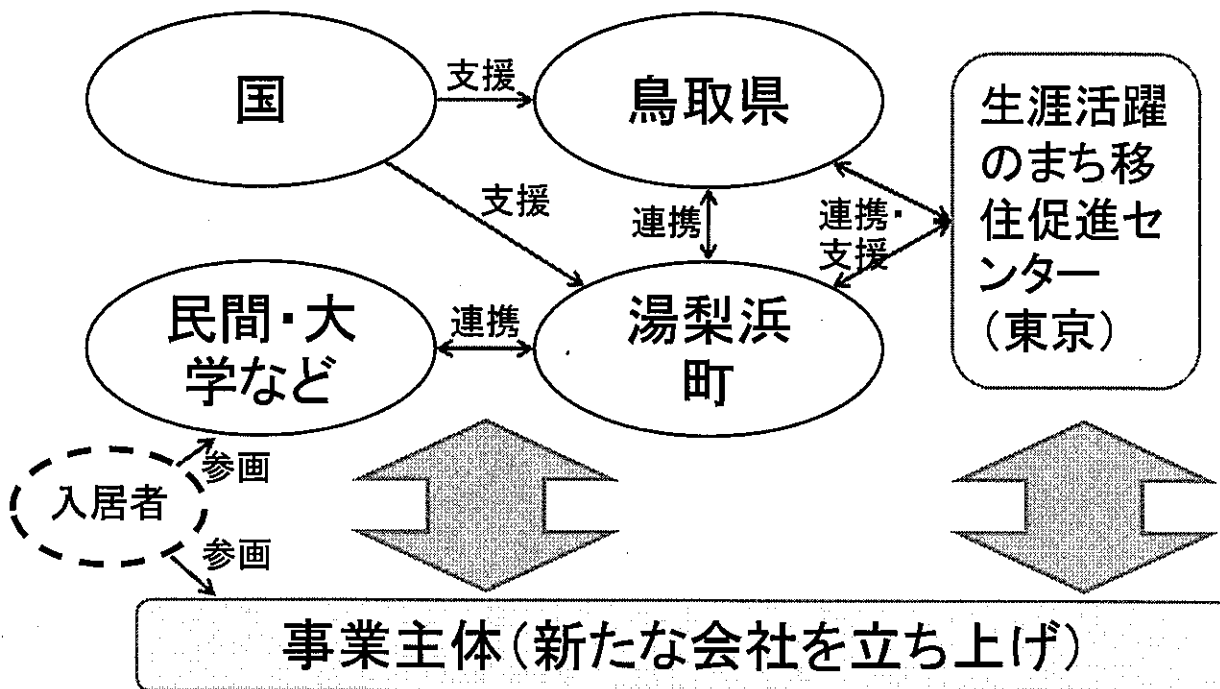 国
支援
鳥取県
生涯活躍
のまち移
住促進セ
ンター
(東京)
支援
連携
連携・
支援
民間・大
学など
連携
湯梨浜
町
参画
入居者
参画
事業主体(新たな会社を立ち上げ)